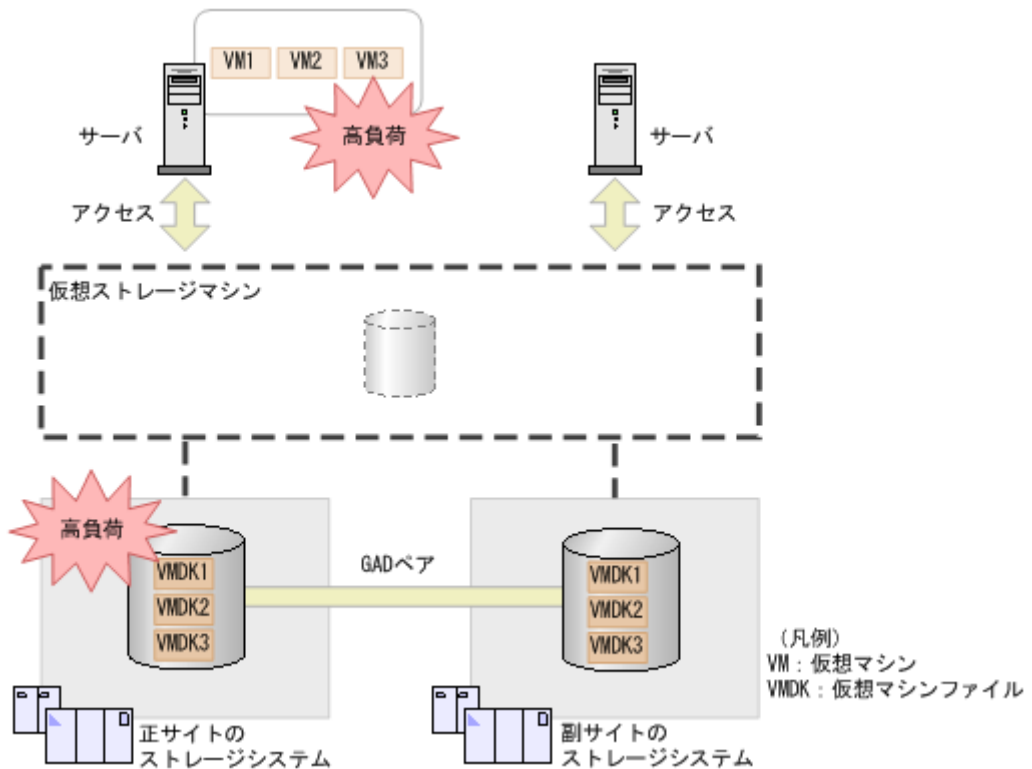 VM1 VM2 VM3
高負荷
サーバ
サーバ
アクセス
アクセス
仮想ストレージマシン
高負荷
GADペア
VMDK1
VMDK2
VMDK3
VMDK1
VMDK2
VMDK3
（凡例）
VM：仮想マシン
VMDK：仮想マシンファイル
正サイトの
ストレージシステム
副サイトの
ストレージシステム